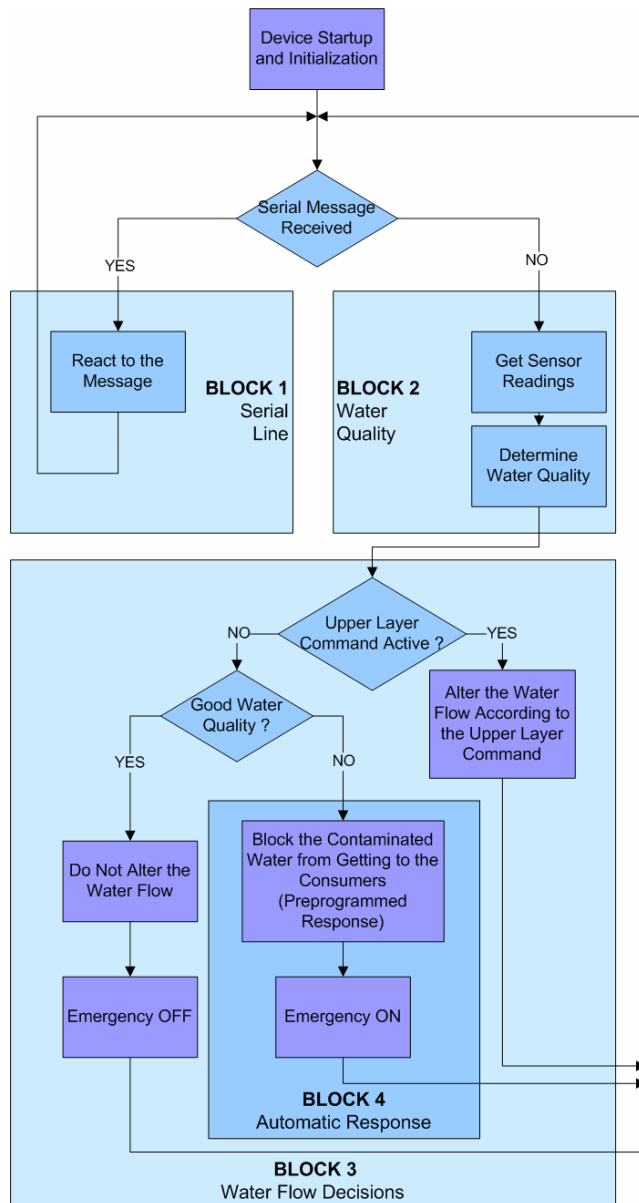 Device Startup
and Initialization
Serial Message
Received
YES
NO
React to the
Message
BLOCK 1
Serial
Line
BLOCK 2
Water
Quality
Get Sensor
Readings
Determine
Water Quality
Upper Layer
Command Active ?
NO
YES
Good Water
Quality ?
Alter the Water
Flow According to
the Upper Layer
Command
YES
NO
Do Not Alter the
Water Flow
Block the Contaminated
Water from Getting to the
Consumers
(Preprogrammed
Response)
Emergency OFF
Emergency ON
BLOCK 4
Automatic Response
BLOCK 3
Water Flow Decisions